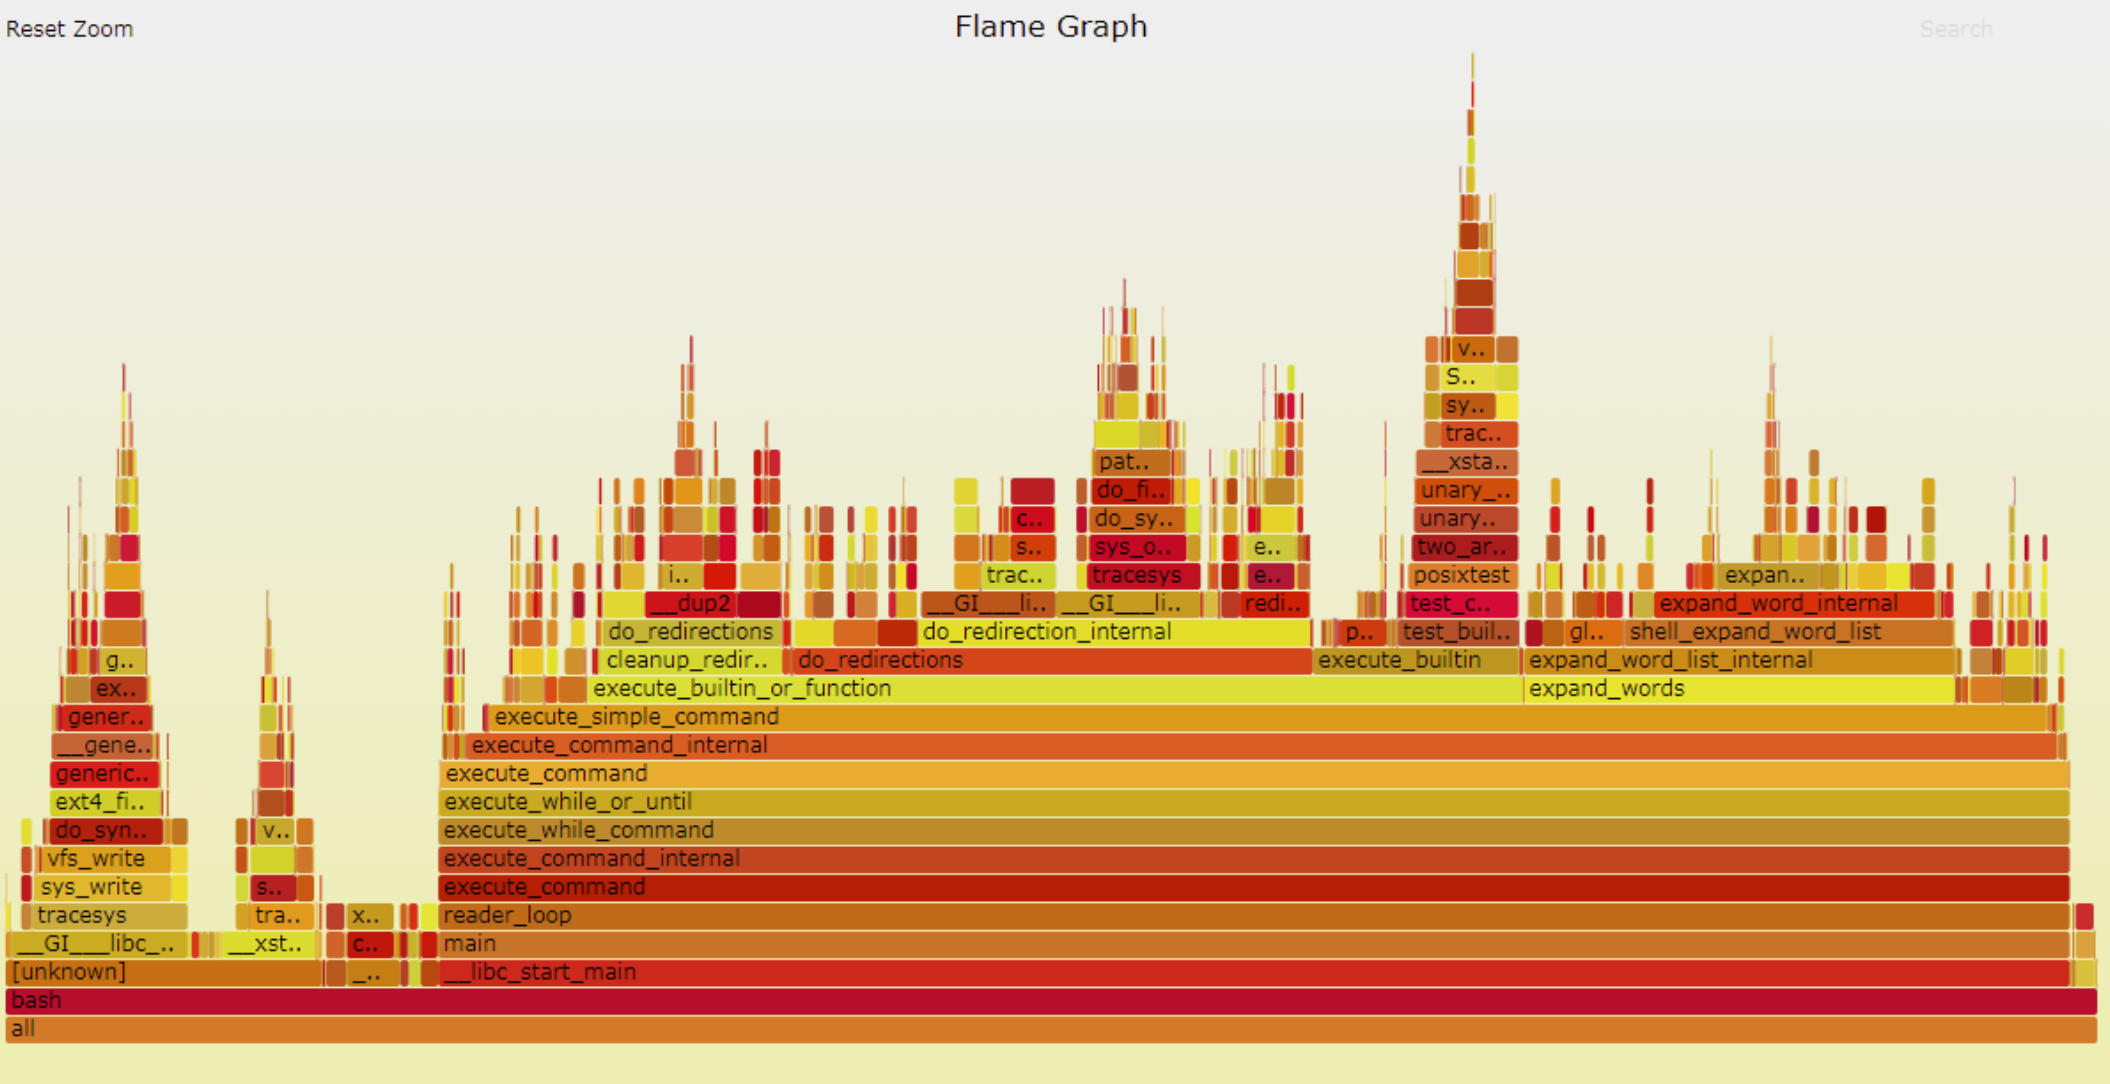 Reset Zoom Flame Graph Search
v..
S..
sy..
trac..
pat.. __xsta..
do_fi.. unary_..
c.. do_sy.. unary..
s.. sys_o.. e.. two_ar..
i.. trac.. tracesys e.. posixtest expan..
__dup2 __GI___li.. __GI___li.. redi.. test_c.. expand_word_internal
do_redirections do_redirection_internal p.. test_buil.. gl.. shell_expand_word_list
g.. cleanup_redir.. do_redirections execute_builtin expand_word_list_internal
ex.. execute_builtin_or_function expand_words
gener.. execute_simple_command
__gene.. execute_command_internal
generic.. execute_command
ext4_fi.. execute_while_or_until
do_syn.. v.. execute_while_command
vfs_write execute_command_internal
sys_write s.. execute_command
tracesys tra.. x.. reader_loop
__GI___libc_.. __xst.. c.. main
[unknown] _.. __libc_start_main
bash
all